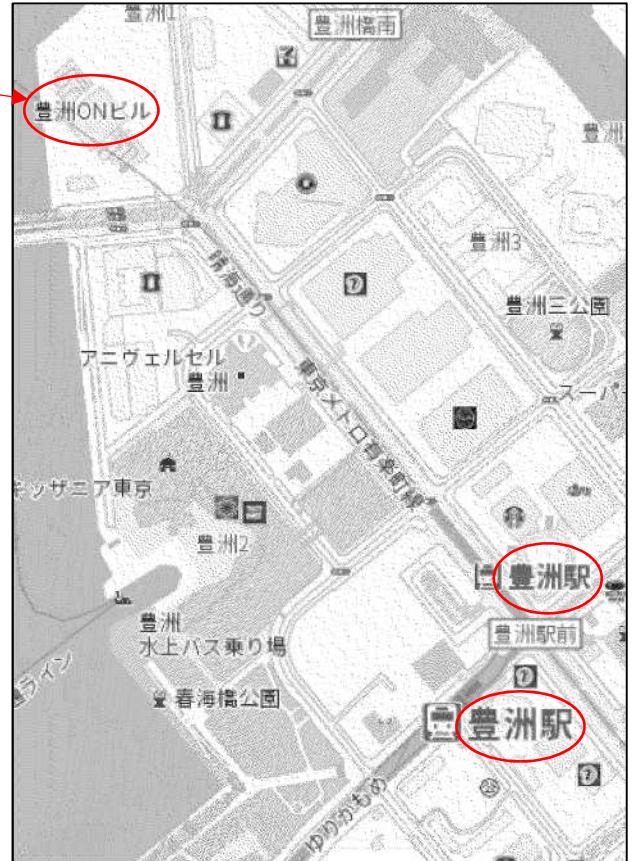 豊洲1
豊洲橋南
豊洲ONビル
豊洲
豊洲3
晴海通り
豊洲三公園
アニヴェルセル
豊洲
東京メトロ有楽町線
スーパー
キッザニア東京
豊洲2
豊洲駅
豊洲
水上バス乗り場
豊洲駅前
ライン
春海橋公園
豊洲駅
ゆりかもめ